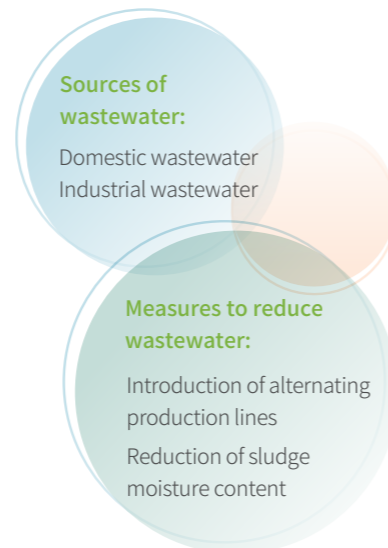 Sources of
wastewater:
Domestic wastewater
Industrial wastewater
Measures to reduce
wastewater:
Introduction of alternating
production lines
Reduction of sludge
moisture content